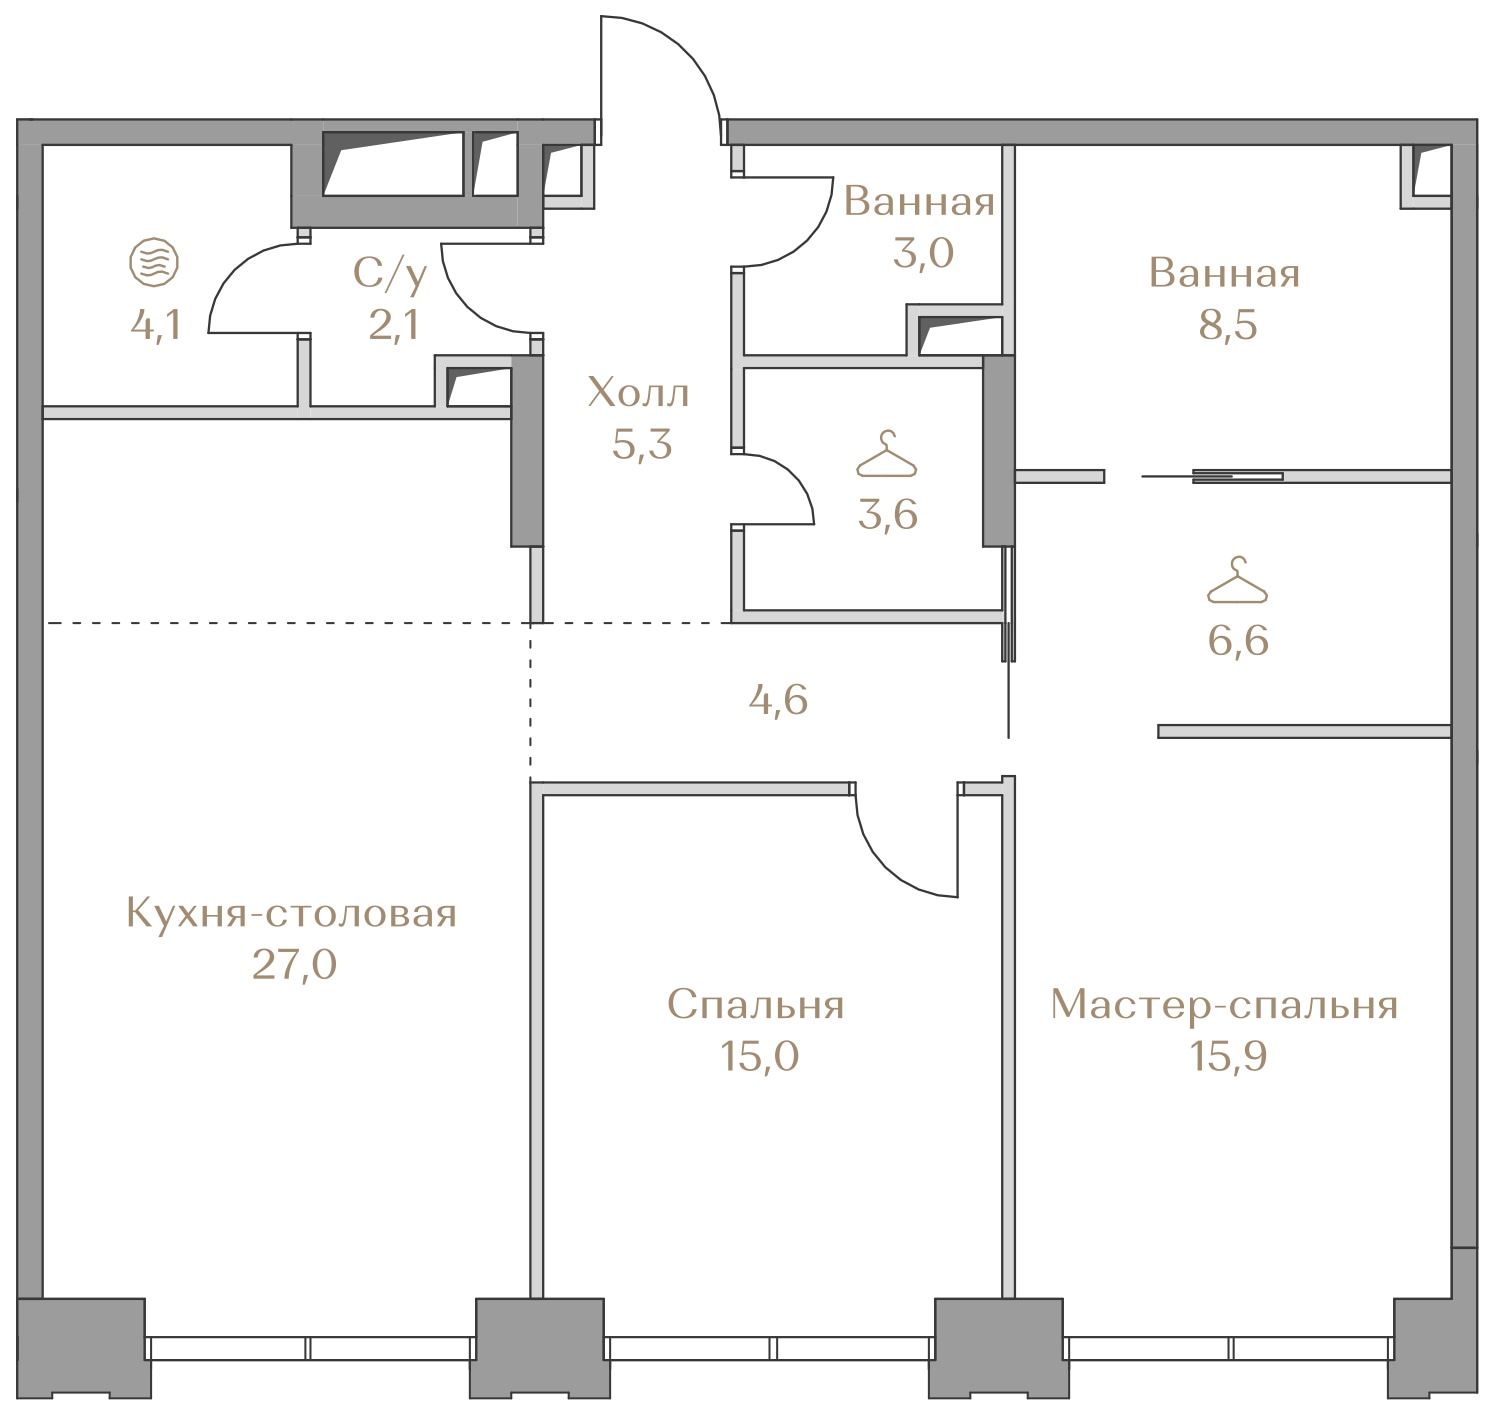 Ванная
3,0
С/у
2,1
4,1
Ванная
8,5
Холл
5,3
3,6
6,6
4,6
Кухня-столовая
27,0
Спальня
15,0
Мастер-спальня
15,9